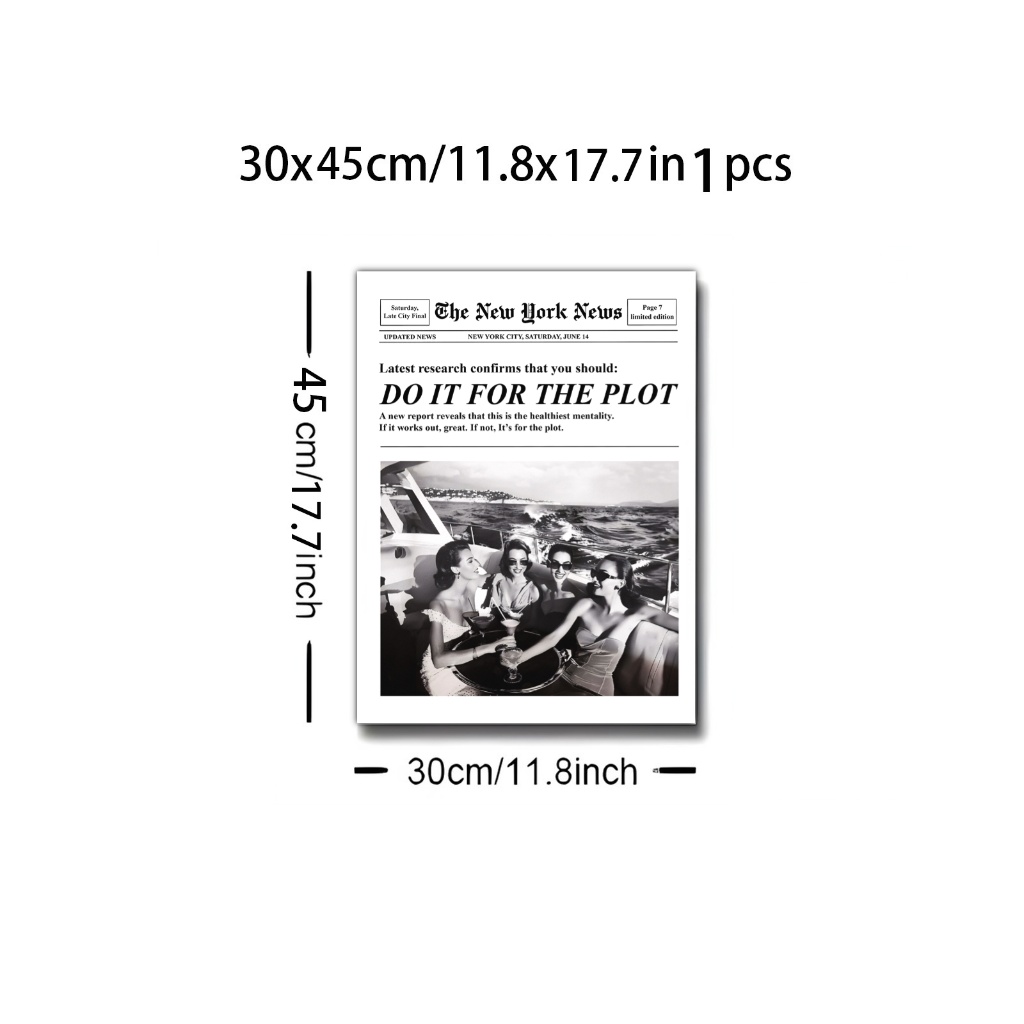 30x45cm/11.8x17.7in 1 pcs
Saturday,
Late City Final
The New York News
Page 7
limited edition
UPDATED NEWS
NEW YORK CITY, SATURDAY, JUNE 14
Latest research confirms that you should:
DO IT FOR THE PLOT
A new report reveals that this is the healthiest mentality.
If it works out, great. If not, It's for the plot.
45cm/17.7inch
30cm/11.8inch